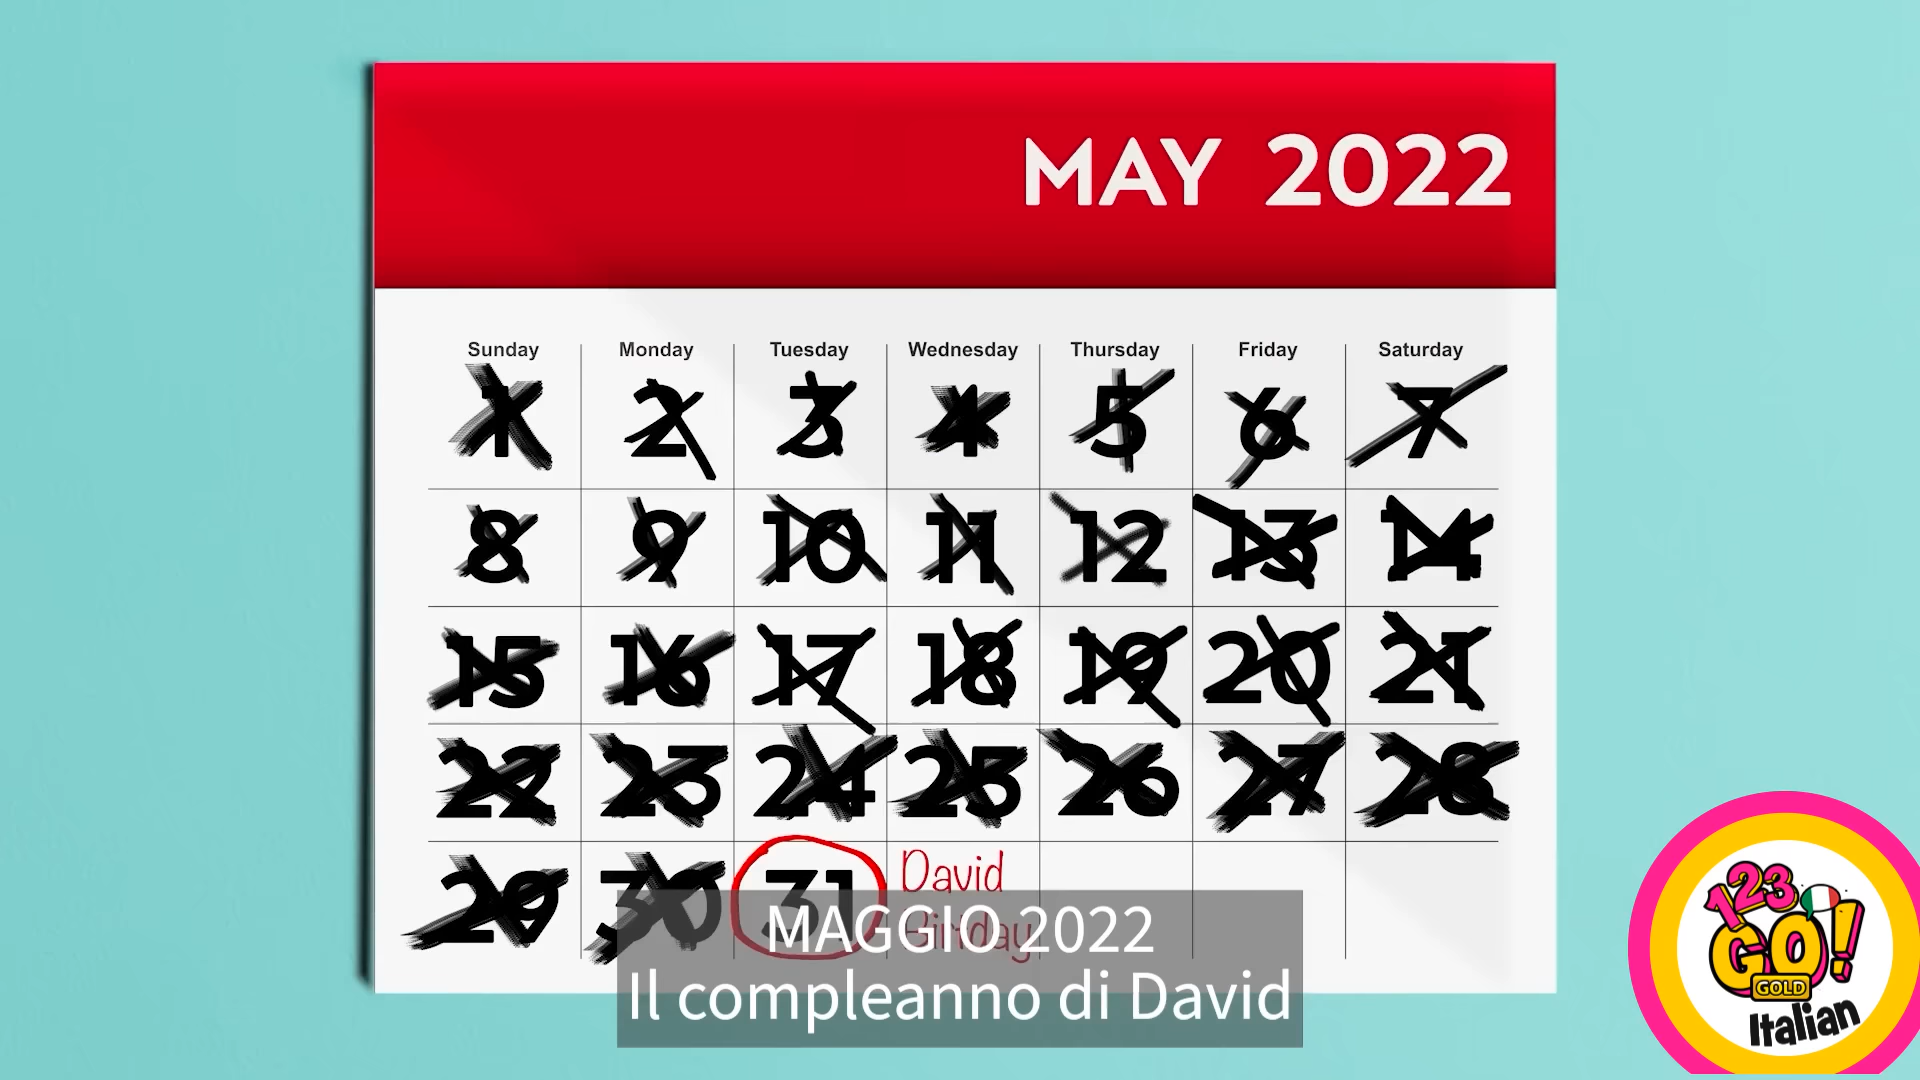 MAY 2022
Sunday Monday Tuesday Wednesday Thursday Friday Saturday
1 2 3 4 5 6 7
8 9 10 11 12 13 14
15 16 17 18 19 20 21
22 23 24 25 26 27 28
29 30 31 David
Birtday
MAGGIO 2022
Il compleanno di David
123
GO!
GOLD
Italian